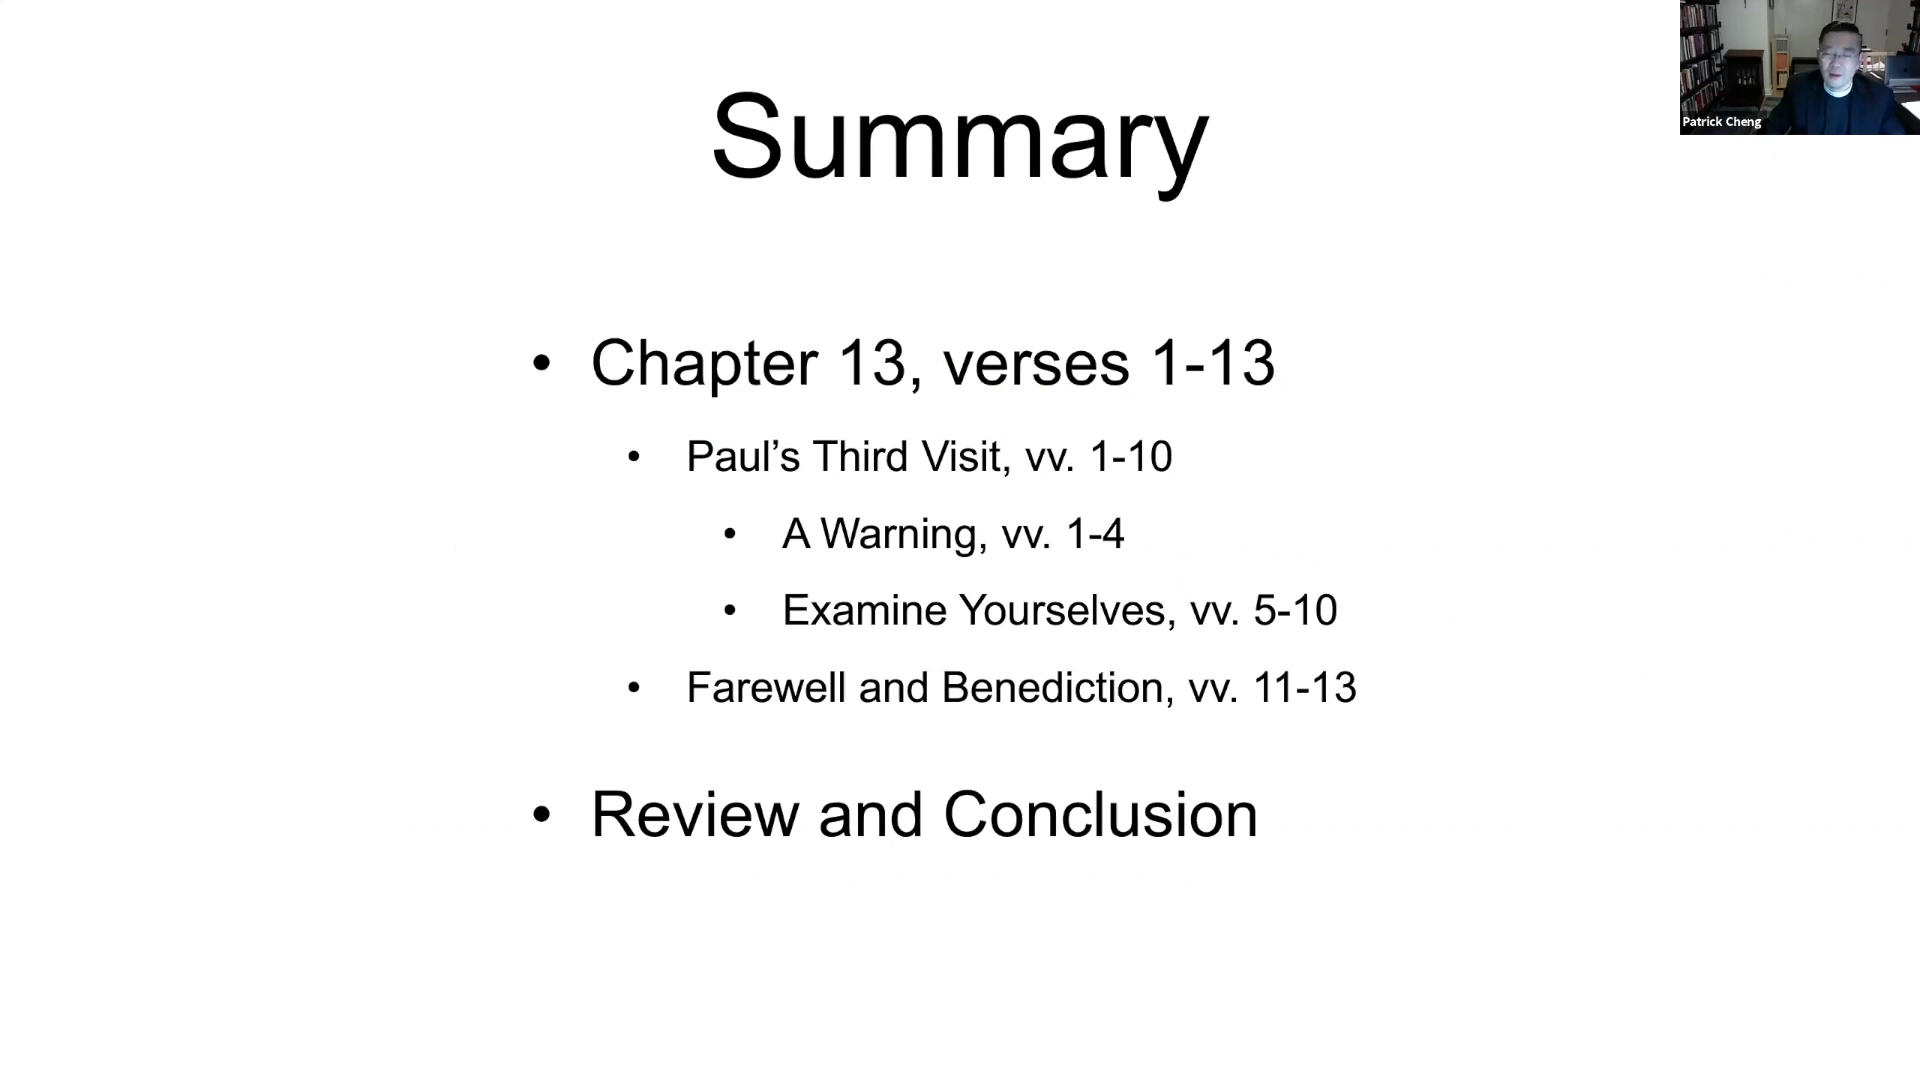 Summary
• Chapter 13, verses 1-13
• Paul’s Third Visit, vv. 1-10
• A Warning, vv. 1-4
• Examine Yourselves, vv. 5-10
• Farewell and Benediction, vv. 11-13
• Review and Conclusion
Patrick Cheng